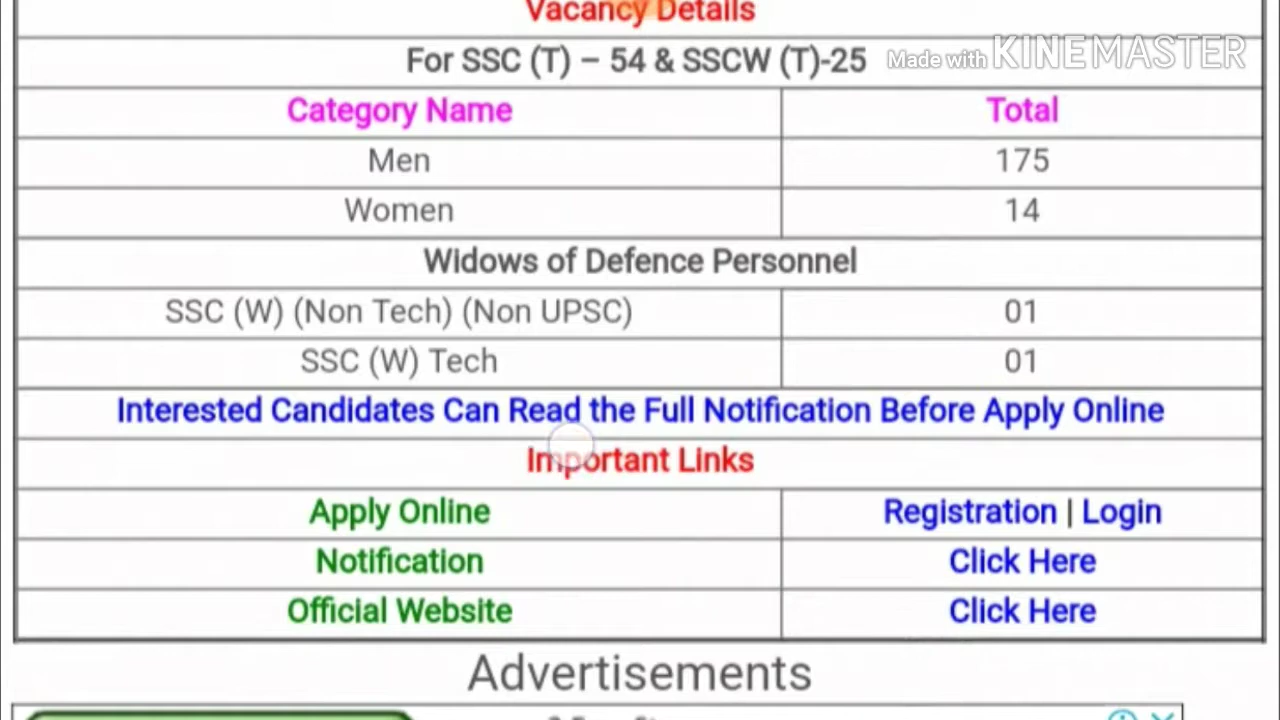 Vacancy Details
For SSC (T) – 54 & SSCW (T)-25
Made with KINEMASTER
Category Name Total
Men 175
Women 14
Widows of Defence Personnel
SSC (W) (Non Tech) (Non UPSC) 01
SSC (W) Tech 01
Interested Candidates Can Read the Full Notification Before Apply Online
Important Links
Apply Online Registration | Login
Notification Click Here
Official Website Click Here
Advertisements